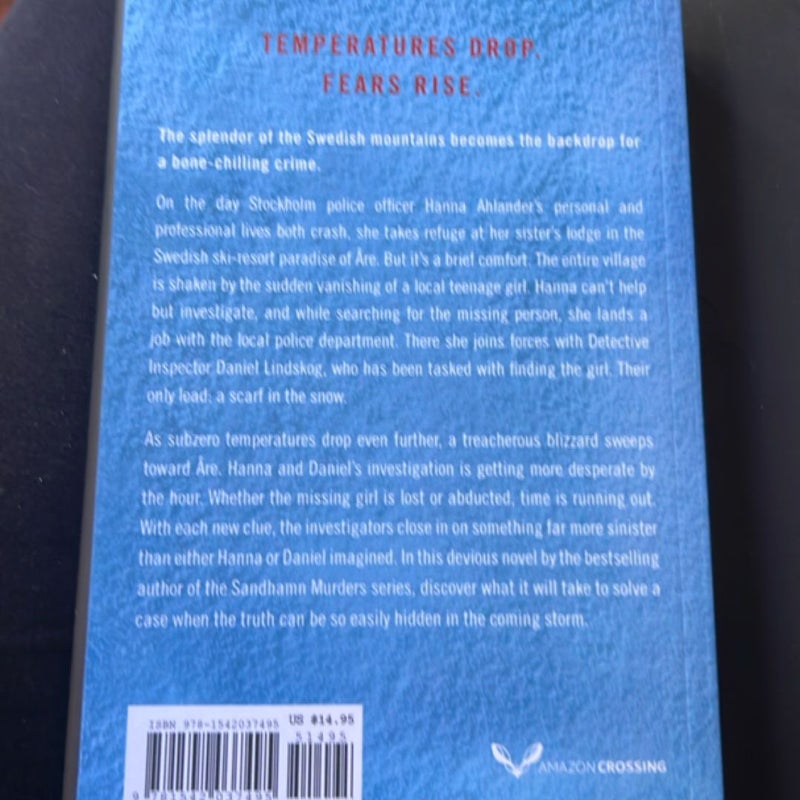 TEMPERATURES DROP.
FEARS RISE.
The splendor of the Swedish mountains becomes the backdrop for
a bone-chilling crime.
On the day Stockholm police officer Hanna Ahlander's personal and
professional lives both crash, she takes refuge at her sister's lodge in the
Swedish ski-resort paradise of Åre. But it's a brief comfort. The entire village
is shaken by the sudden vanishing of a local teenage girl. Hanna can't help
but investigate, and while searching for the missing person, she lands a
job with the local police department. There she joins forces with Detective
Inspector Daniel Lindskog, who has been tasked with finding the girl. Their
only lead: a scarf in the snow.
As subzero temperatures drop even further, a treacherous blizzard sweeps
toward Åre. Hanna and Daniel's investigation is getting more desperate by
the hour. Whether the missing girl is lost or abducted, time is running out.
With each new clue, the investigators close in on something far more sinister
than either Hanna or Daniel imagined. In this devious novel by the bestselling
author of the Sandhamn Murders series, discover what it will take to solve a
case when the truth can be so easily hidden in the coming storm.
ISBN 978-1542037495 US $14.95
51495
9 781542 037495
AMAZON CROSSING